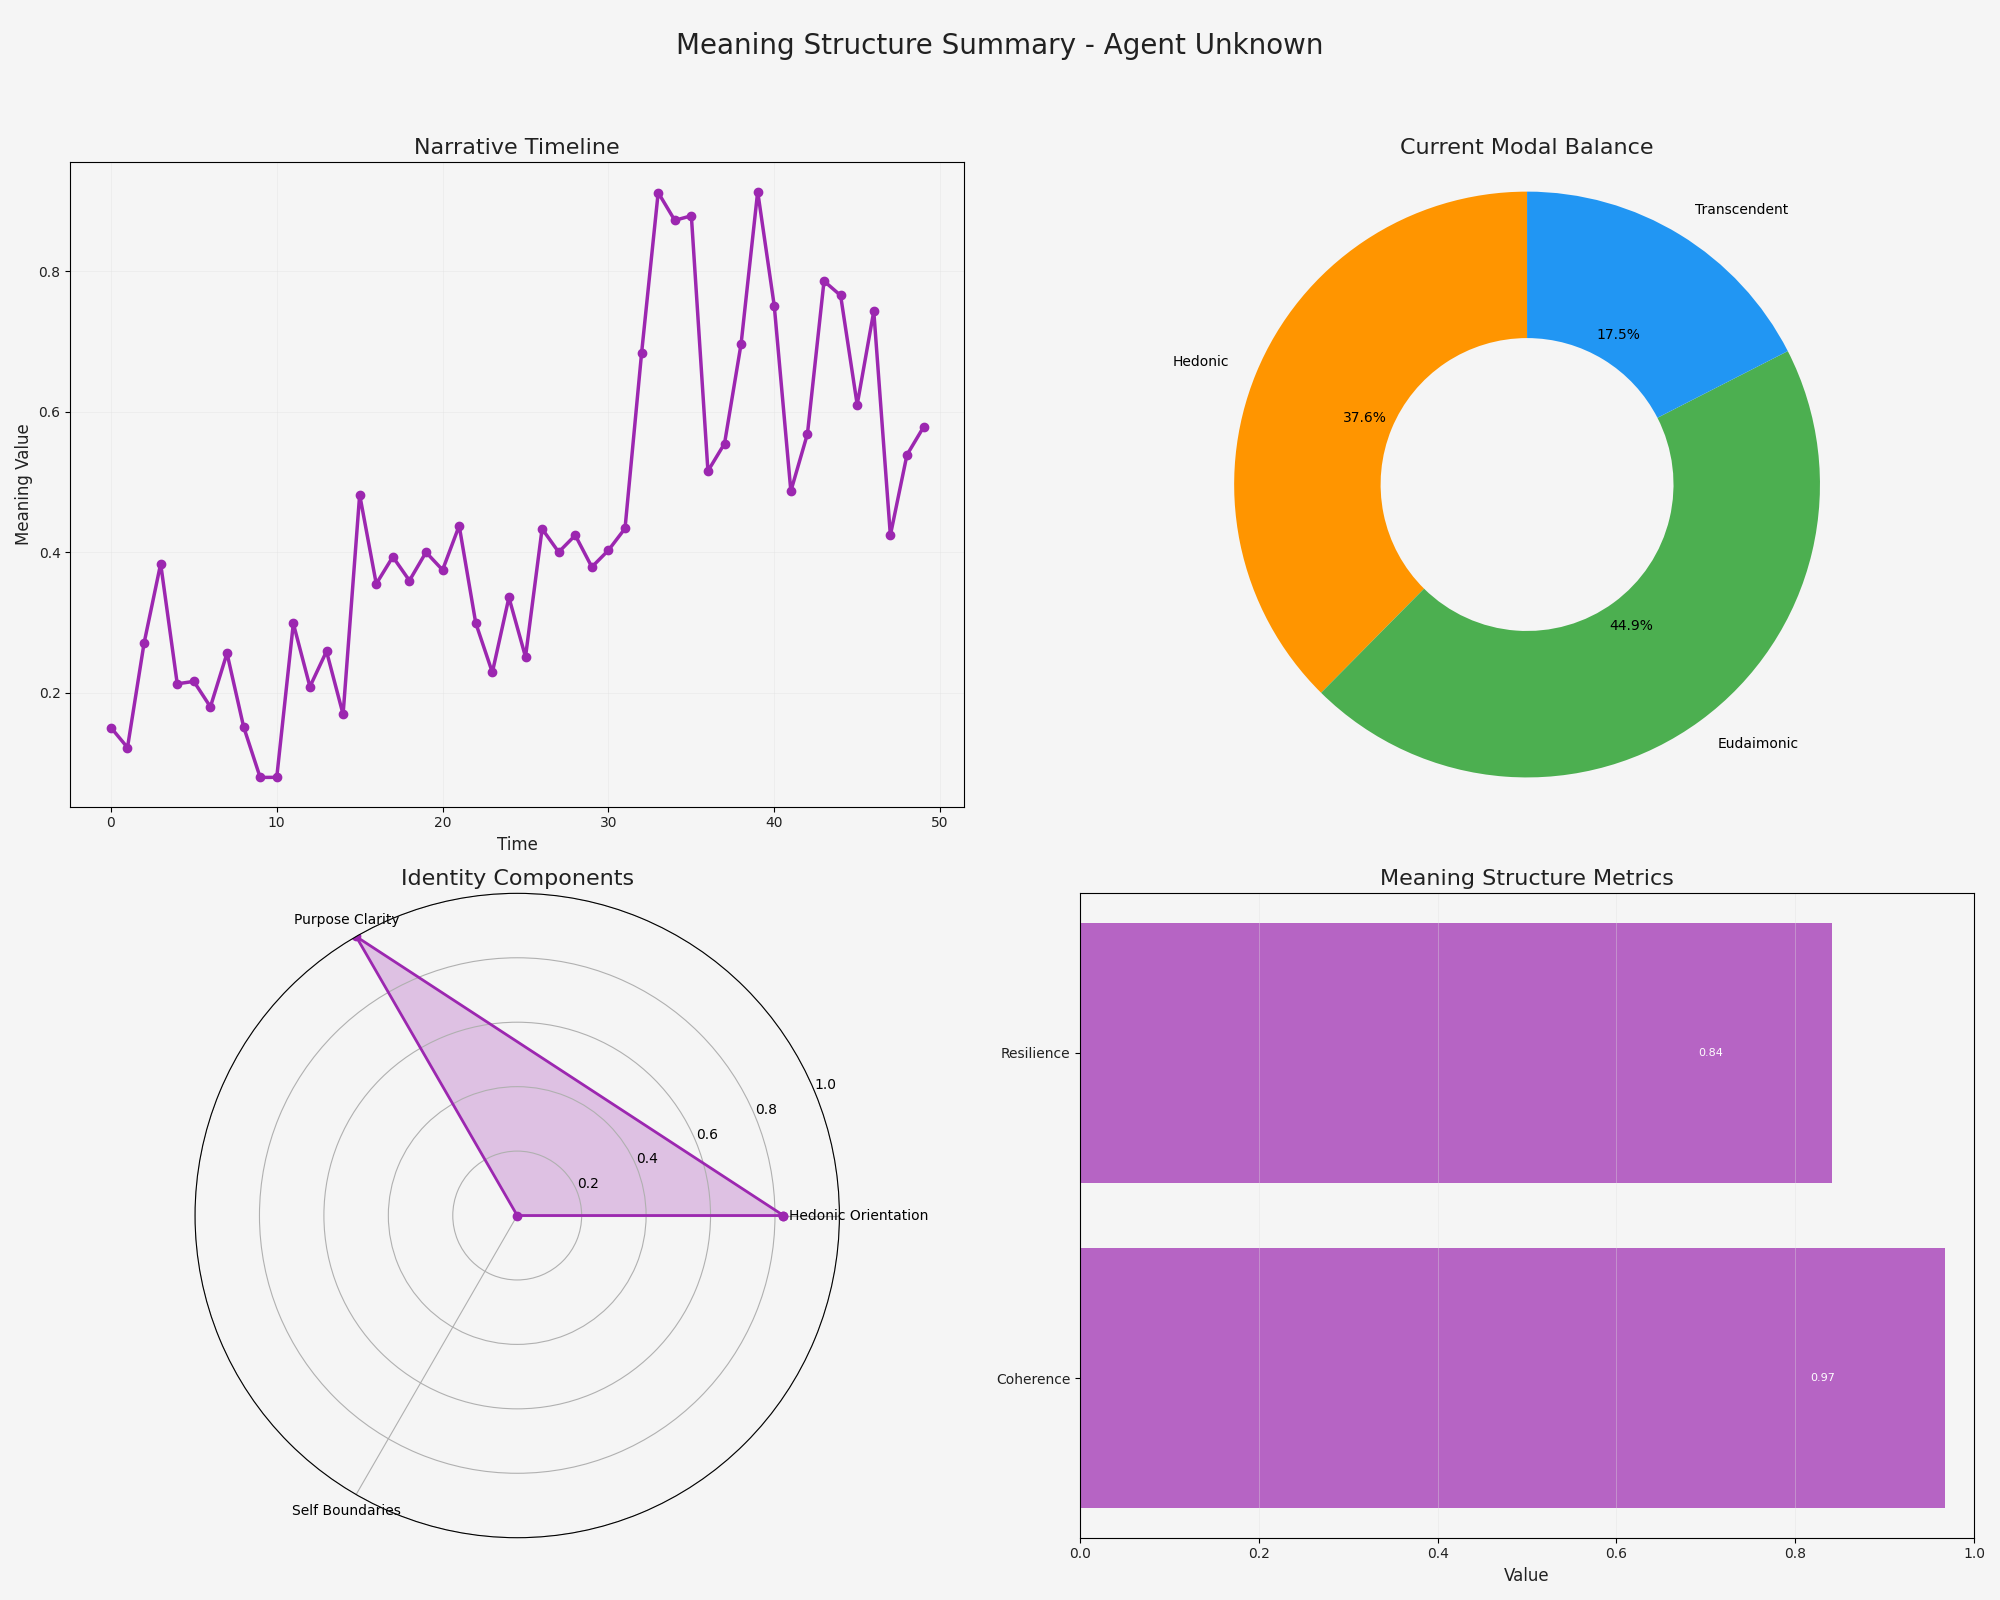 Meaning Structure Summary - Agent Unknown
Narrative Timeline
Meaning Value
0.8
0.6
0.4
0.2
0
10
20
30
40
50
Time
Current Modal Balance
Transcendent
17.5%
Hedonic
37.6%
44.9%
Eudaimonic
Identity Components
Purpose Clarity
1.0
0.8
0.6
0.4
0.2
Hedonic Orientation
Self Boundaries
Meaning Structure Metrics
Resilience
0.84
Coherence
0.97
0.0
0.2
0.4
0.6
0.8
1.0
Value